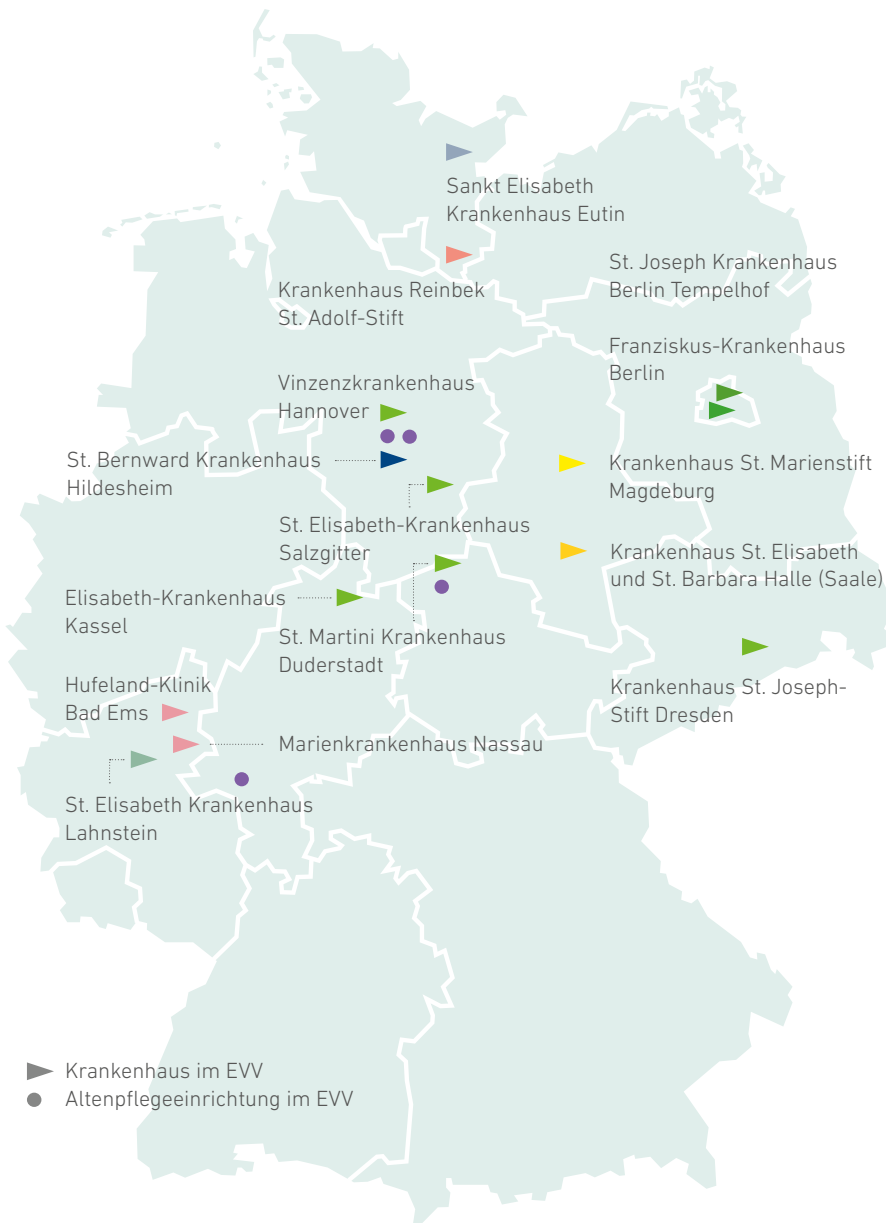 Sankt Elisabeth
Krankenhaus Eutin
Krankenhaus Reinbek
St. Adolf-Stift
St. Joseph Krankenhaus
Berlin Tempelhof
Franziskus-Krankenhaus
Berlin
Vinzenzkrankenhaus
Hannover
St. Bernward Krankenhaus
Hildesheim
Krankenhaus St. Marienstift
Magdeburg
St. Elisabeth-Krankenhaus
Salzgitter
Krankenhaus St. Elisabeth
und St. Barbara Halle (Saale)
Elisabeth-Krankenhaus
Kassel
St. Martini Krankenhaus
Duderstadt
Krankenhaus St. Joseph-
Stift Dresden
Hufeland-Klinik
Bad Ems
Marienkrankenhaus Nassau
St. Elisabeth Krankenhaus
Lahnstein
Krankenhaus im EVV
Altenpflegeeinrichtung im EVV